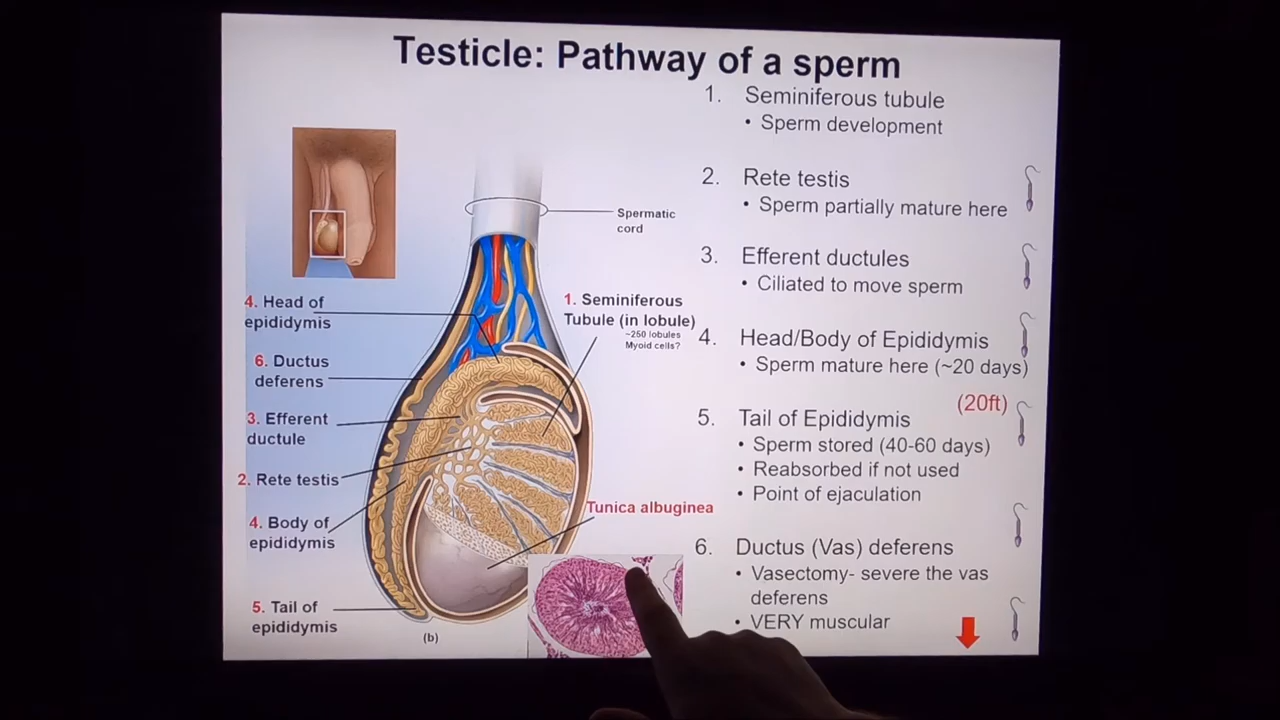 Testicle: Pathway of a sperm
1. Seminiferous tubule
• Sperm development
2. Rete testis
• Sperm partially mature here
3. Efferent ductules
• Ciliated to move sperm
4. Head/Body of Epididymis
• Sperm mature here (~20 days)
(20ft)
5. Tail of Epididymis
• Sperm stored (40-60 days)
• Reabsorbed if not used
• Point of ejaculation
6. Ductus (Vas) deferens
• Vasectomy- severe the vas
deferens
• VERY muscular
Spermatic
cord
4. Head of
epididymis
1. Seminiferous
Tubule (in lobule)
~250 lobules
Myoid cells?
6. Ductus
deferens
3. Efferent
ductule
2. Rete testis
Tunica albuginea
4. Body of
epididymis
5. Tail of
epididymis
(b)